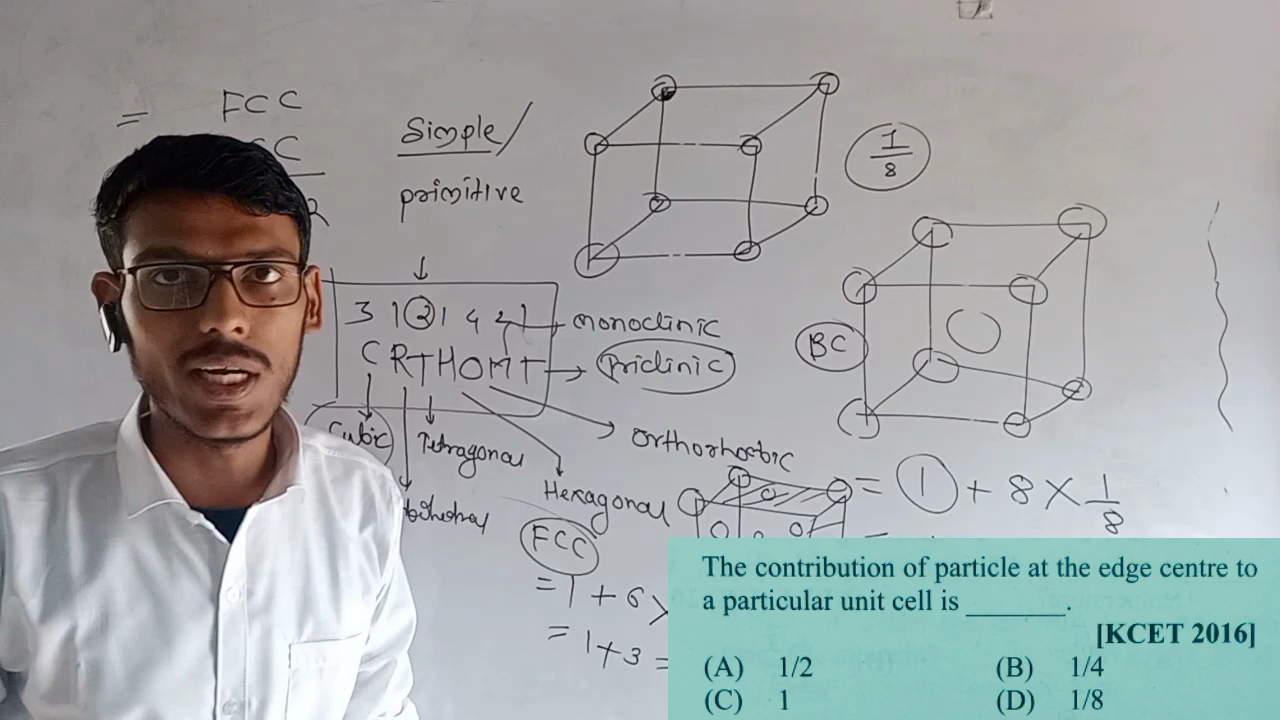 = FCC
Simple/
primitive
1/8
3 1 2 1 4 2 1
monoclinic
C R T H O M T
Triclinic
BC
Cubic
Tetragonal
Orthorhobic
Hexagonal
= 1 + 8 × 1/8
FCC
= 1 + 6 ×
= 1 + 3 =
The contribution of particle at the edge centre to
a particular unit cell is _______.
[KCET 2016]
(A) 1/2 (B) 1/4
(C) 1 (D) 1/8